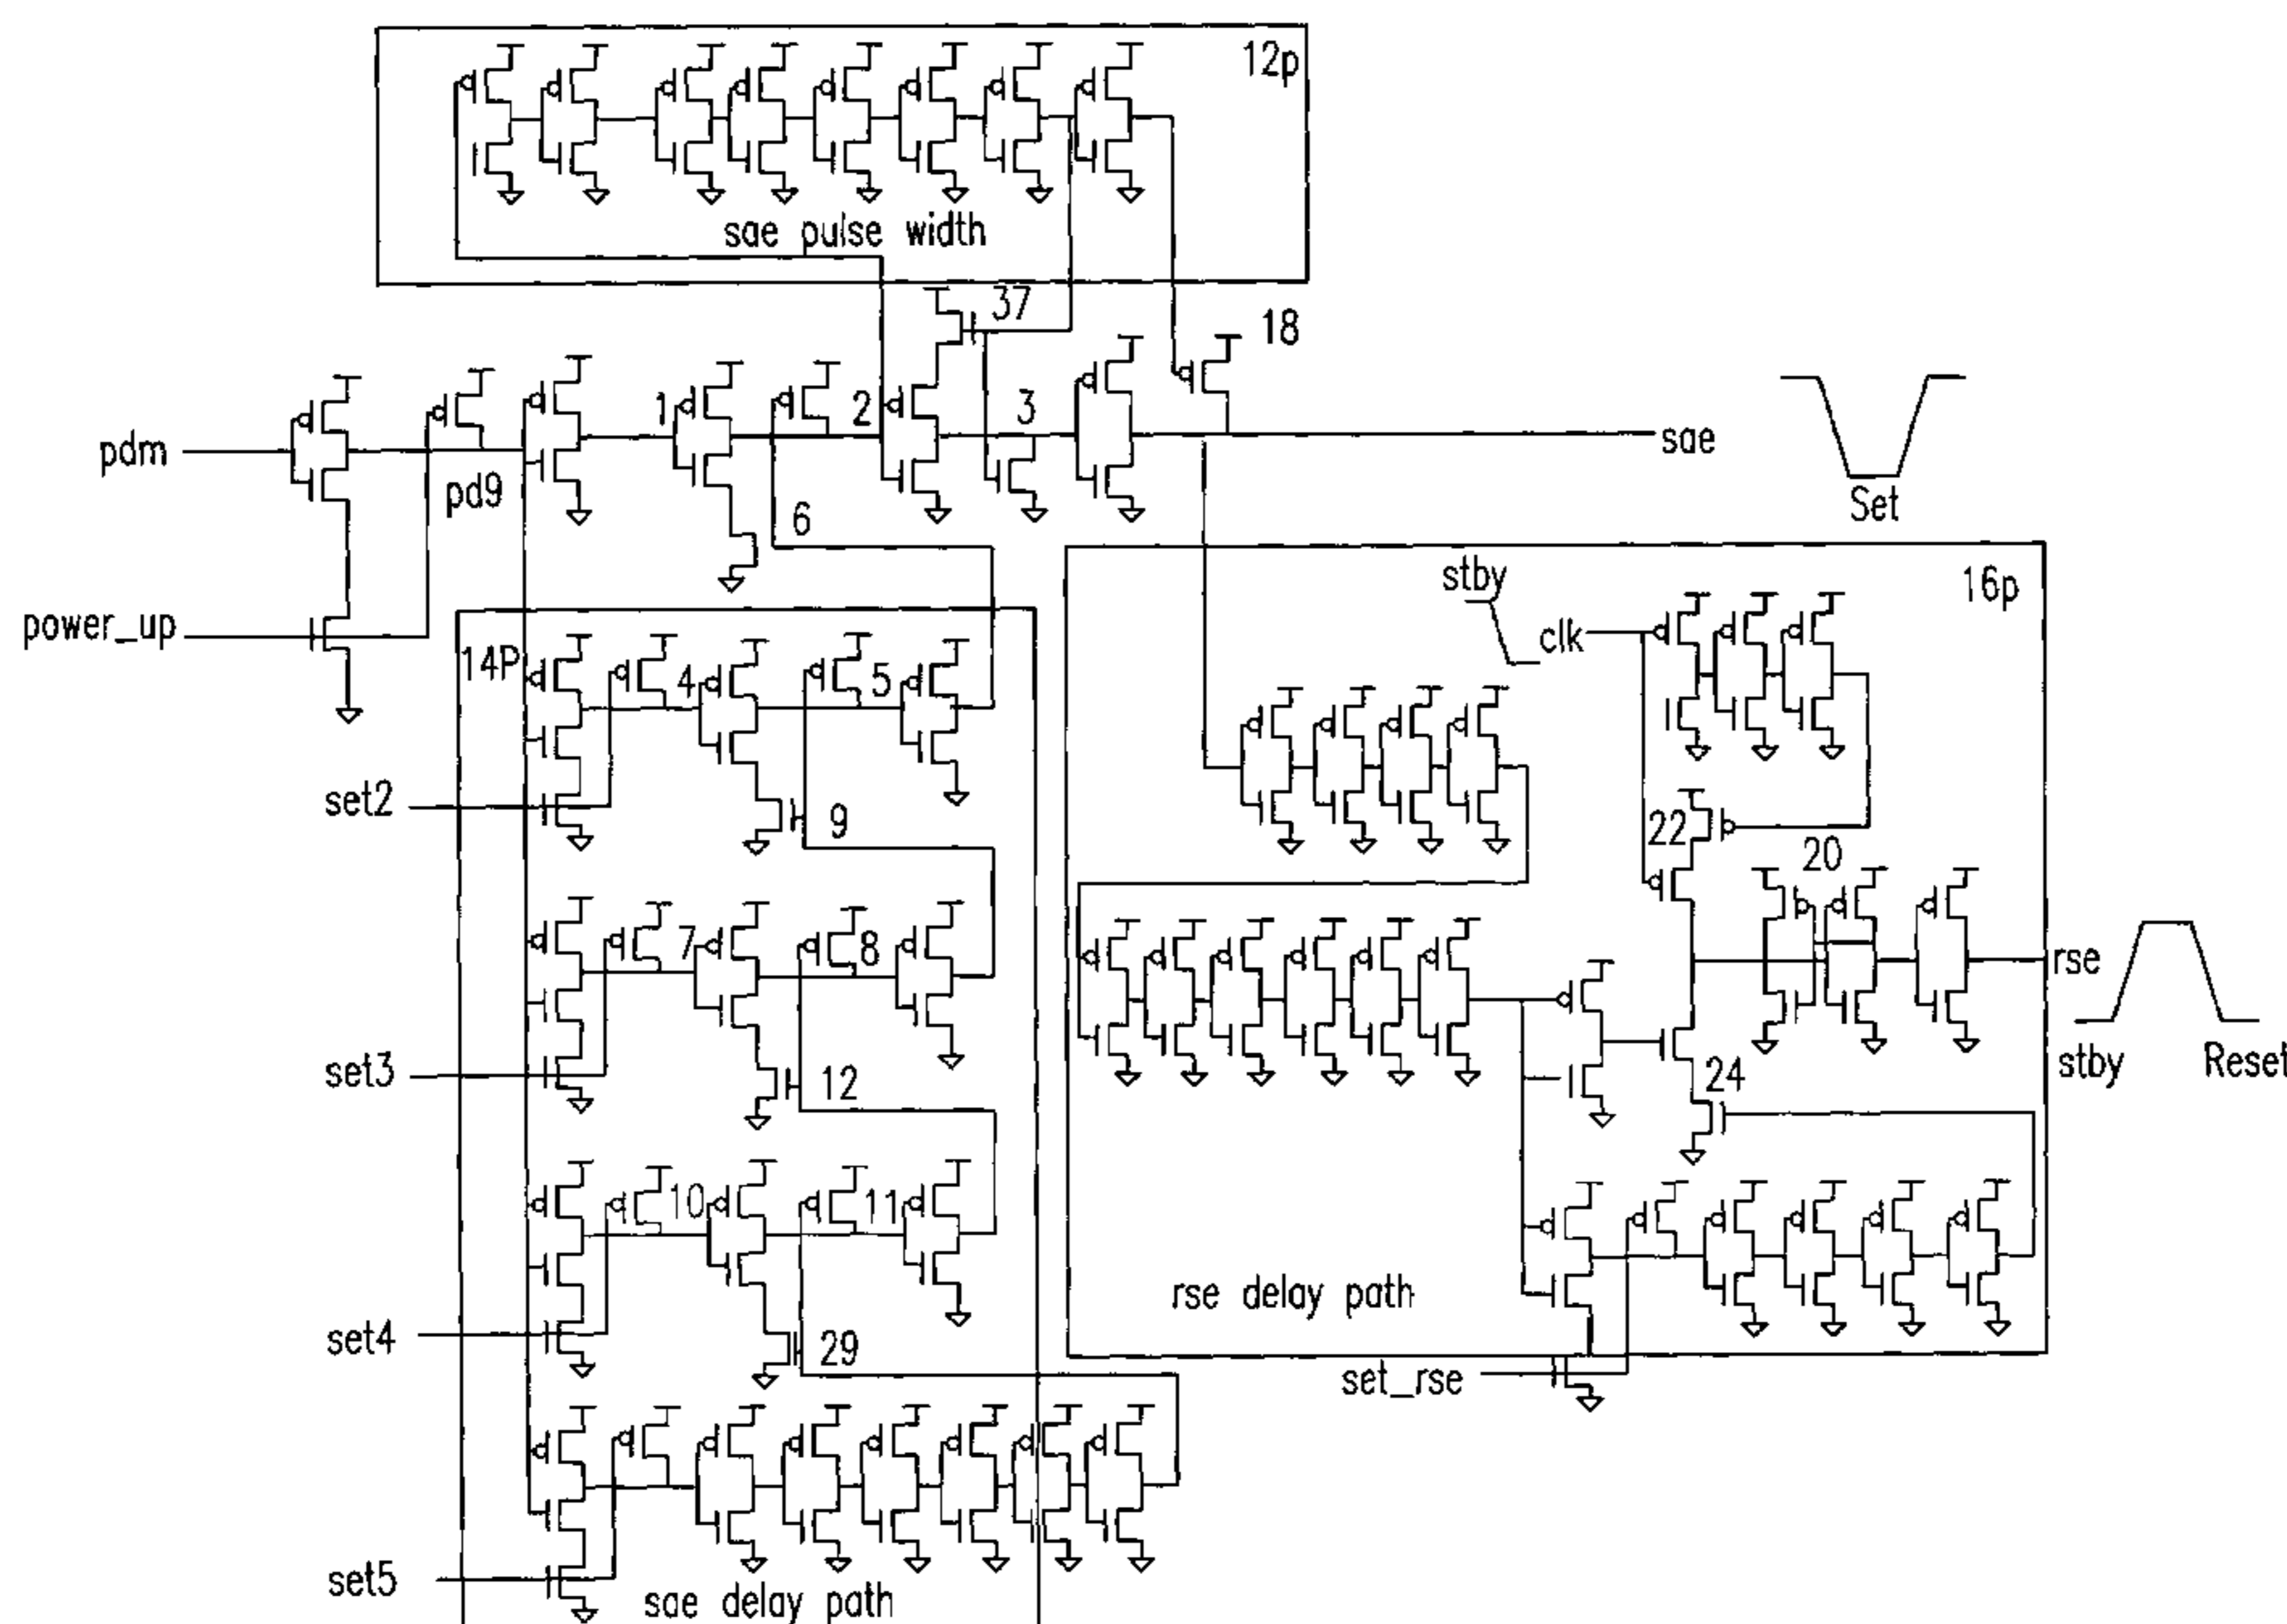 12p
sae pulse width
37
18
1
2
3
pdm
pd9
sae
Set
6
power_up
stby
16p
14P
4
5
clk
set2
9
22
20
7
8
rse
set3
12
24
stby
Reset
10
11
rse delay path
set4
29
set_rse
set5
sae delay path